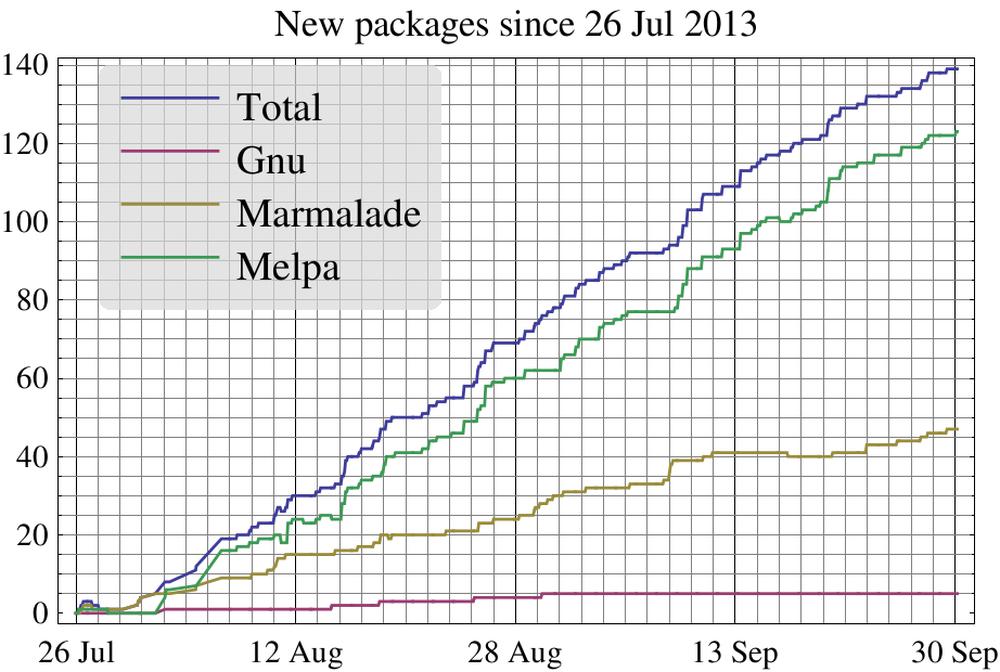 New packages since 26 Jul 2013
140
120
100
80
60
40
20
0
Total
Gnu
Marmalade
Melpa
26 Jul 12 Aug 28 Aug 13 Sep 30 Sep